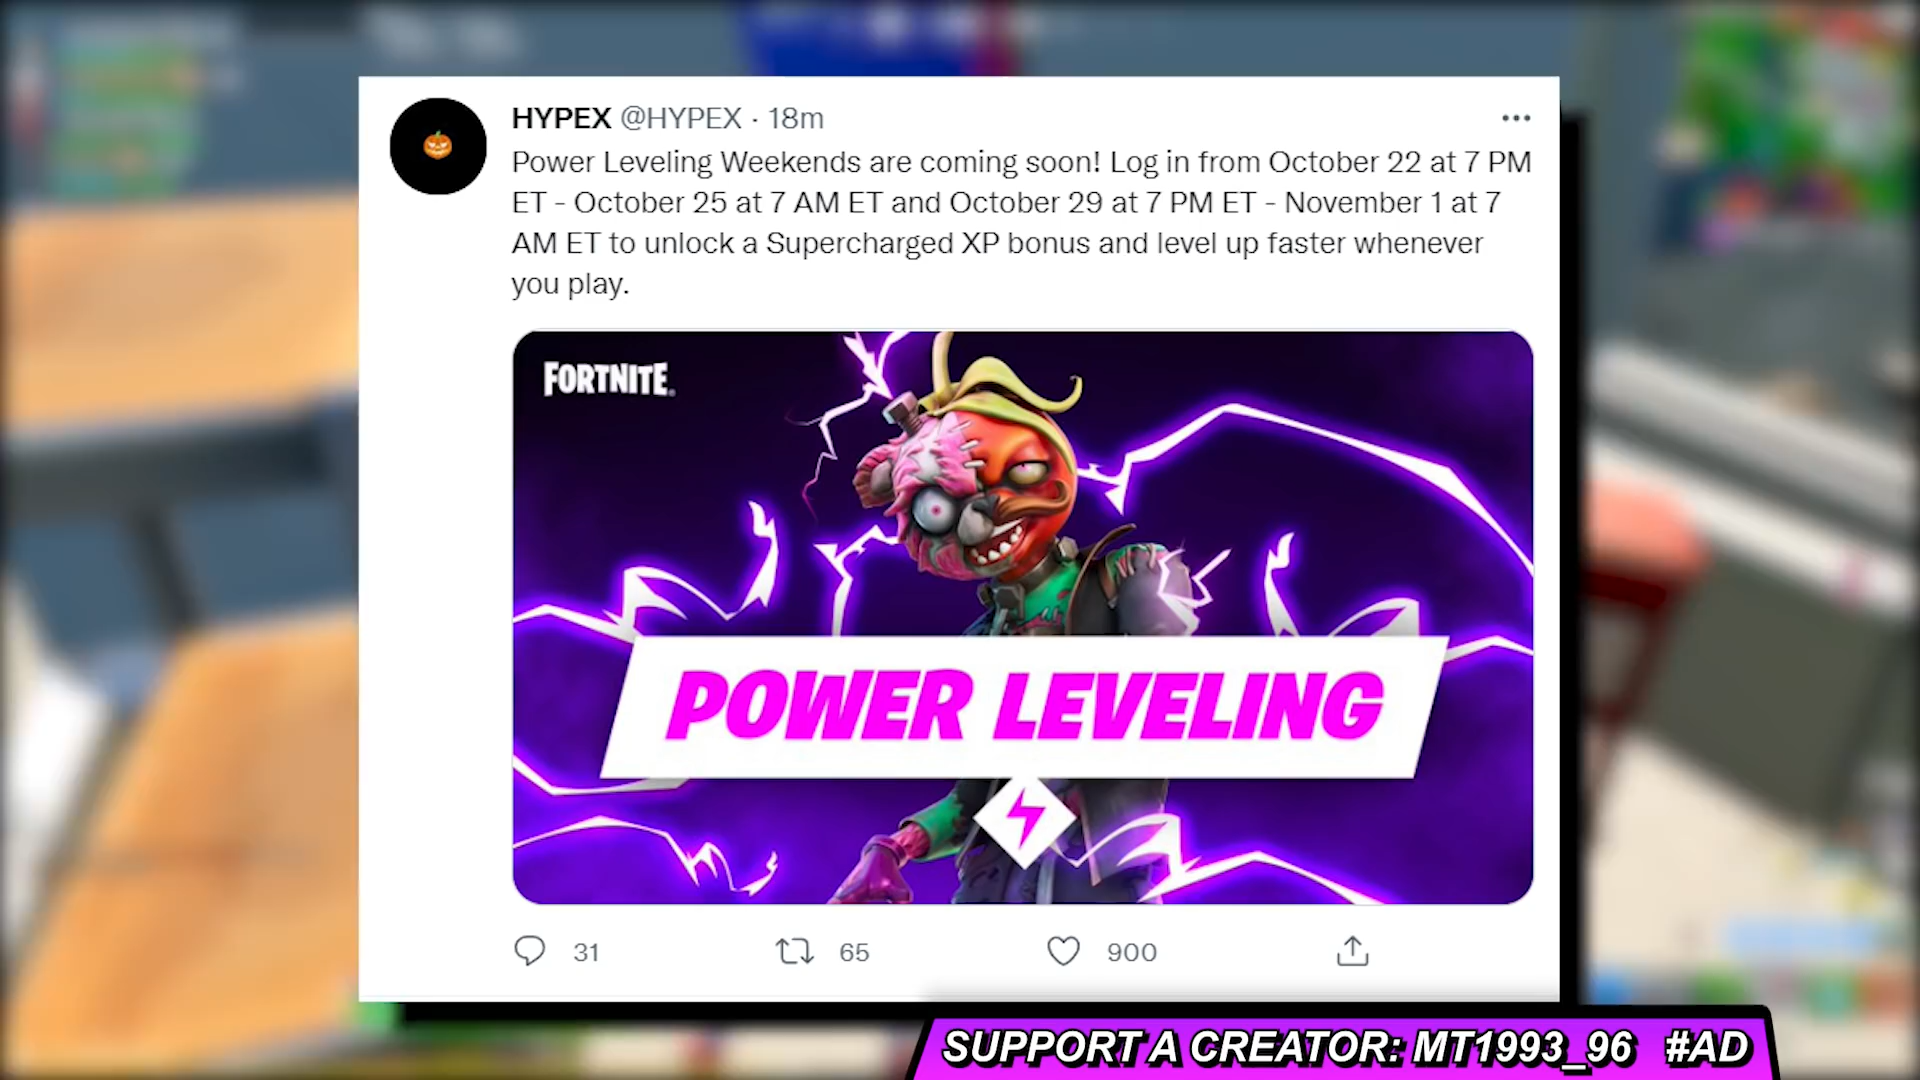 HYPEX @HYPEX · 18m
Power Leveling Weekends are coming soon! Log in from October 22 at 7 PM
ET - October 25 at 7 AM ET and October 29 at 7 PM ET - November 1 at 7
AM ET to unlock a Supercharged XP bonus and level up faster whenever
you play.
FORTNITE
POWER LEVELING
31 65 900
SUPPORT A CREATOR: MT1993_96 #AD